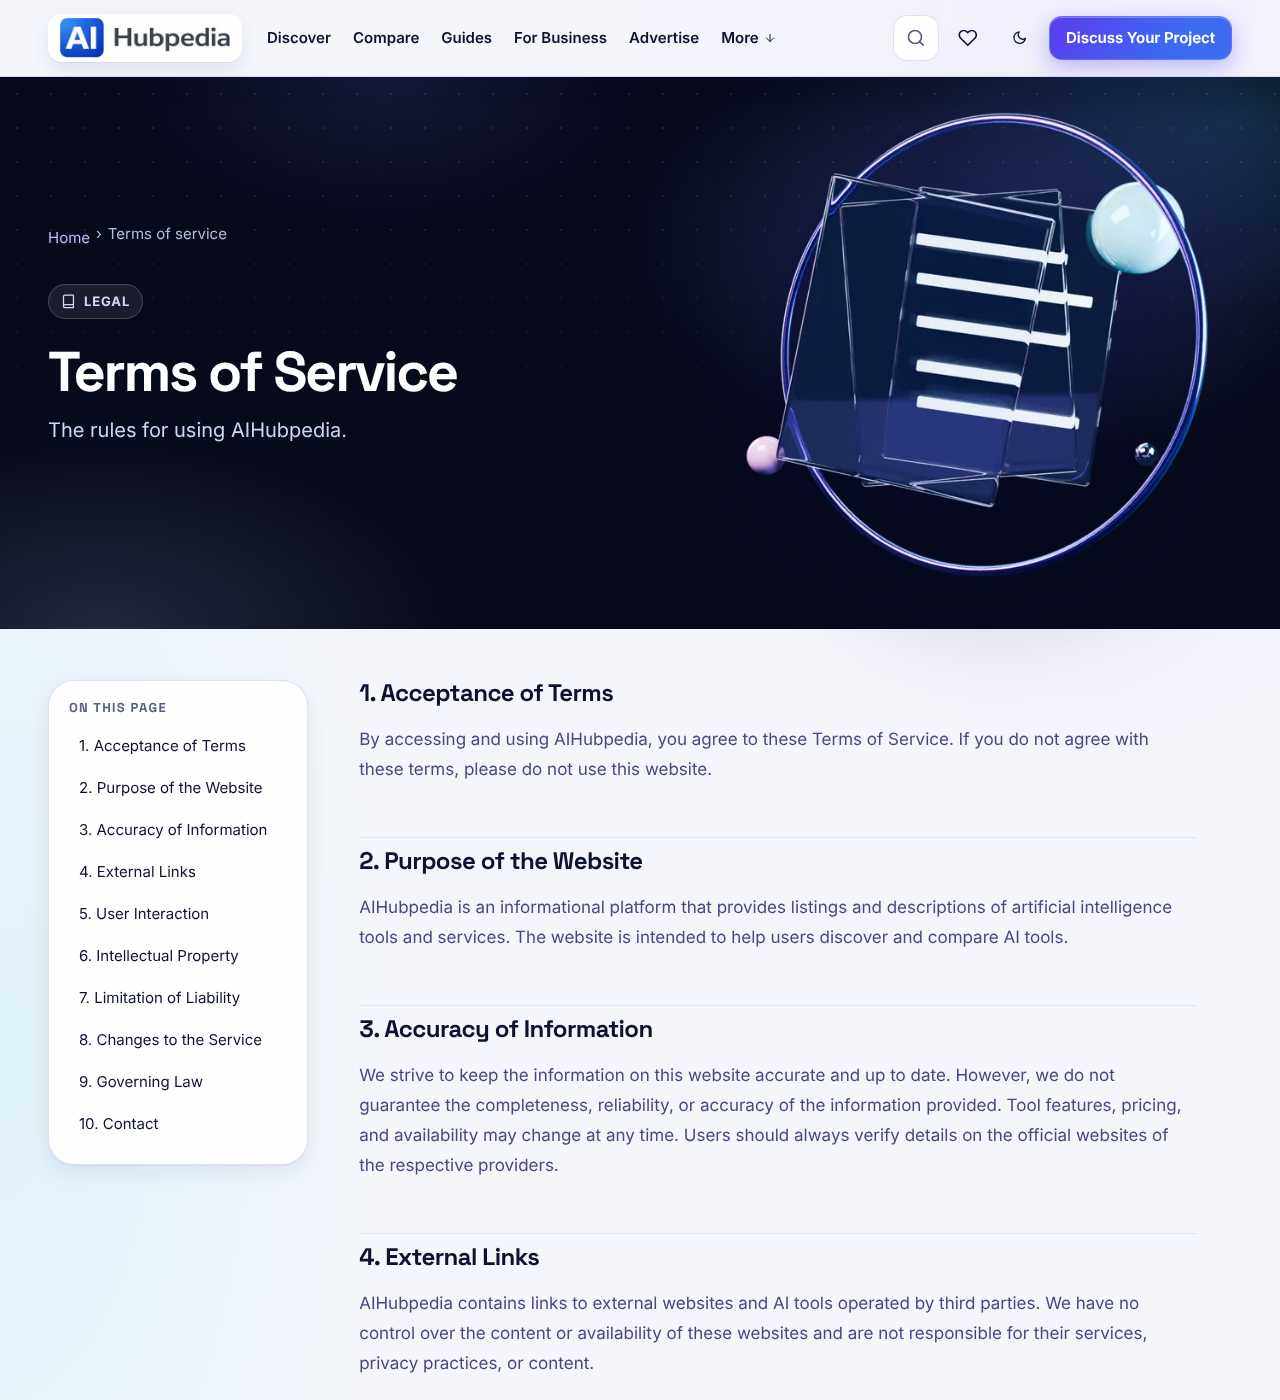 AI Hubpedia
Discover
Compare
Guides
For Business
Advertise
More
Discuss Your Project
Home › Terms of service
LEGAL
Terms of Service
The rules for using AIHubpedia.
ON THIS PAGE
1. Acceptance of Terms
2. Purpose of the Website
3. Accuracy of Information
4. External Links
5. User Interaction
6. Intellectual Property
7. Limitation of Liability
8. Changes to the Service
9. Governing Law
10. Contact
1. Acceptance of Terms
By accessing and using AIHubpedia, you agree to these Terms of Service. If you do not agree with
these terms, please do not use this website.
2. Purpose of the Website
AIHubpedia is an informational platform that provides listings and descriptions of artificial intelligence
tools and services. The website is intended to help users discover and compare AI tools.
3. Accuracy of Information
We strive to keep the information on this website accurate and up to date. However, we do not
guarantee the completeness, reliability, or accuracy of the information provided. Tool features, pricing,
and availability may change at any time. Users should always verify details on the official websites of
the respective providers.
4. External Links
AIHubpedia contains links to external websites and AI tools operated by third parties. We have no
control over the content or availability of these websites and are not responsible for their services,
privacy practices, or content.